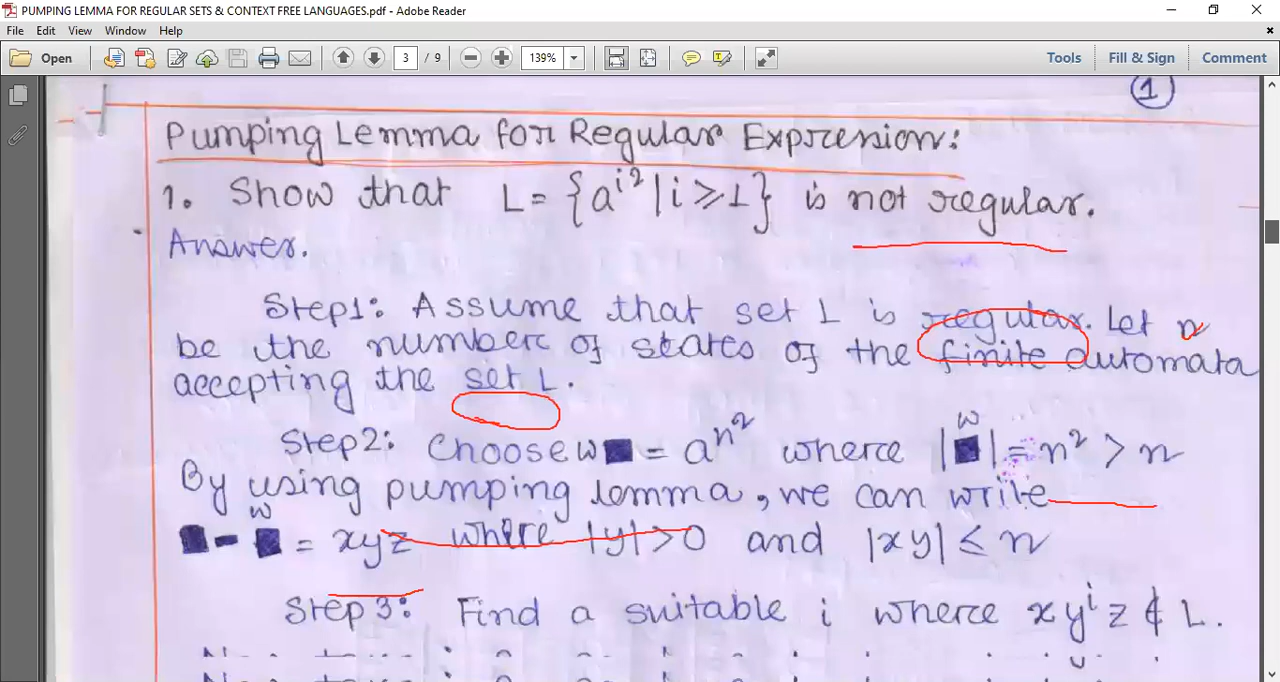 PUMPING LEMMA FOR REGULAR SETS & CONTEXT FREE LANGUAGES.pdf - Adobe Reader
File Edit View Window Help
Open 3 / 9 139% Tools Fill & Sign Comment
1
Pumping Lemma for Regular Expression:
1. Show that L = {a^{i^2} | i ≥ 1} is not regular.
Answer.
Step1: Assume that set L is regular. Let n
be the number of states of the finite automata
accepting the set L.
Step2: Choose w = a^{n^2} where |w| = n² > n
By using pumping lemma, we can write
w = xyz where |y| > 0 and |xy| ≤ n
Step 3: Find a suitable i where xy^i z ∉ L.